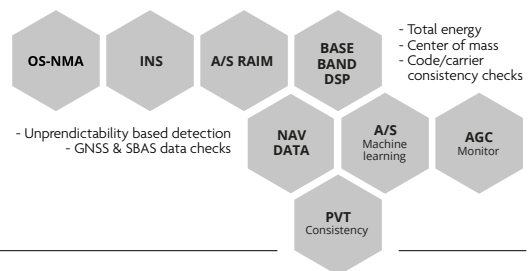 OS-NMA
INS
A/S RAIM
BASE
BAND
DSP
- Total energy
- Center of mass
- Code/carrier
consistency checks
- Unprendictability based detection
- GNSS & SBAS data checks
NAV
DATA
A/S
Machine
learning
AGC
Monitor
PVT
Consistency